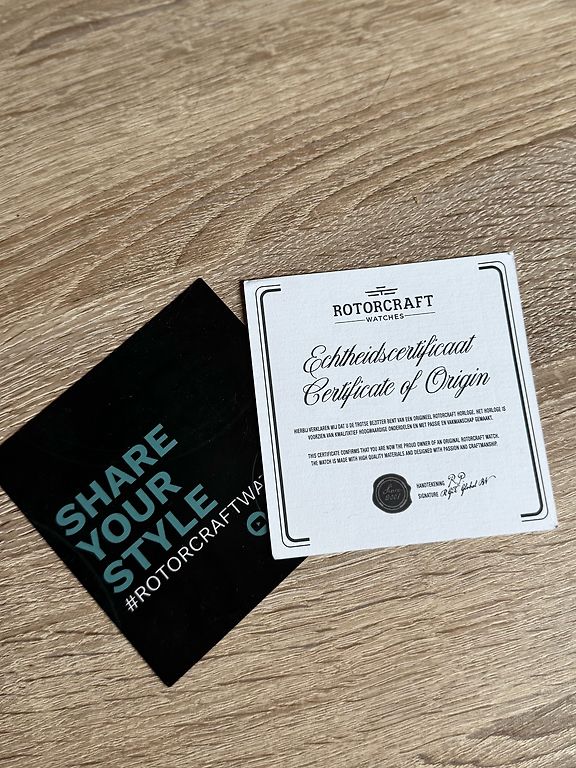 ROTORCRAFT
WATCHES
Echtheidscertificaat
Certificate of Origin
HIERBIJ VERKLAREN WIJ DAT U DE TROTSE BEZITTER BENT VAN EEN ORIGINEEL ROTORCRAFT HORLOGE. HET HORLOGE IS
VOORZIEN VAN KWALITATIEF HOOGWAARDIGE ONDERDELEN EN MET PASSIE EN VAKMANSCHAP GEMAAKT.
THIS CERTIFICATE CONFIRMS THAT YOU ARE NOW THE PROUD OWNER OF AN ORIGINAL ROTORCRAFT WATCH.
THE WATCH IS MADE WITH HIGH QUALITY MATERIALS AND DESIGNED WITH PASSION AND CRAFTMANSHIP.
HANDTEKENING
SIGNATURE
Since
SHARE
YOUR
STYLE
#ROTORCRAFTWA